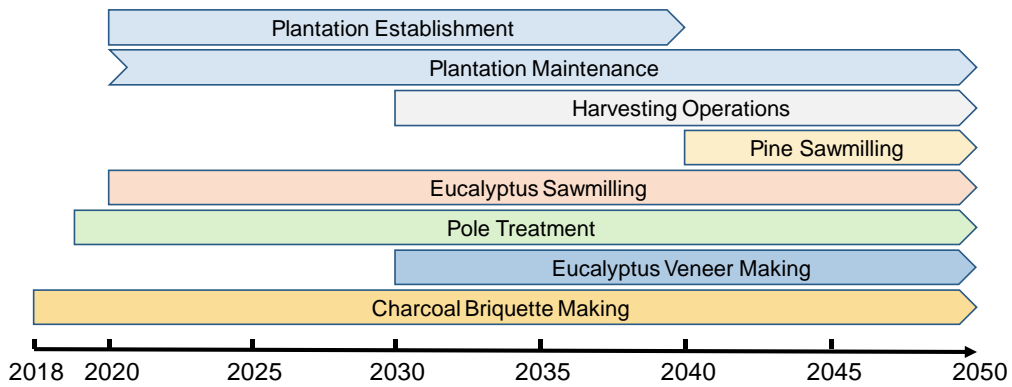 Plantation Establishment
Plantation Maintenance
Harvesting Operations
Pine Sawmilling
Eucalyptus Sawmilling
Pole Treatment
Eucalyptus Veneer Making
Charcoal Briquette Making
2018 2020 2025 2030 2035 2040 2045 2050